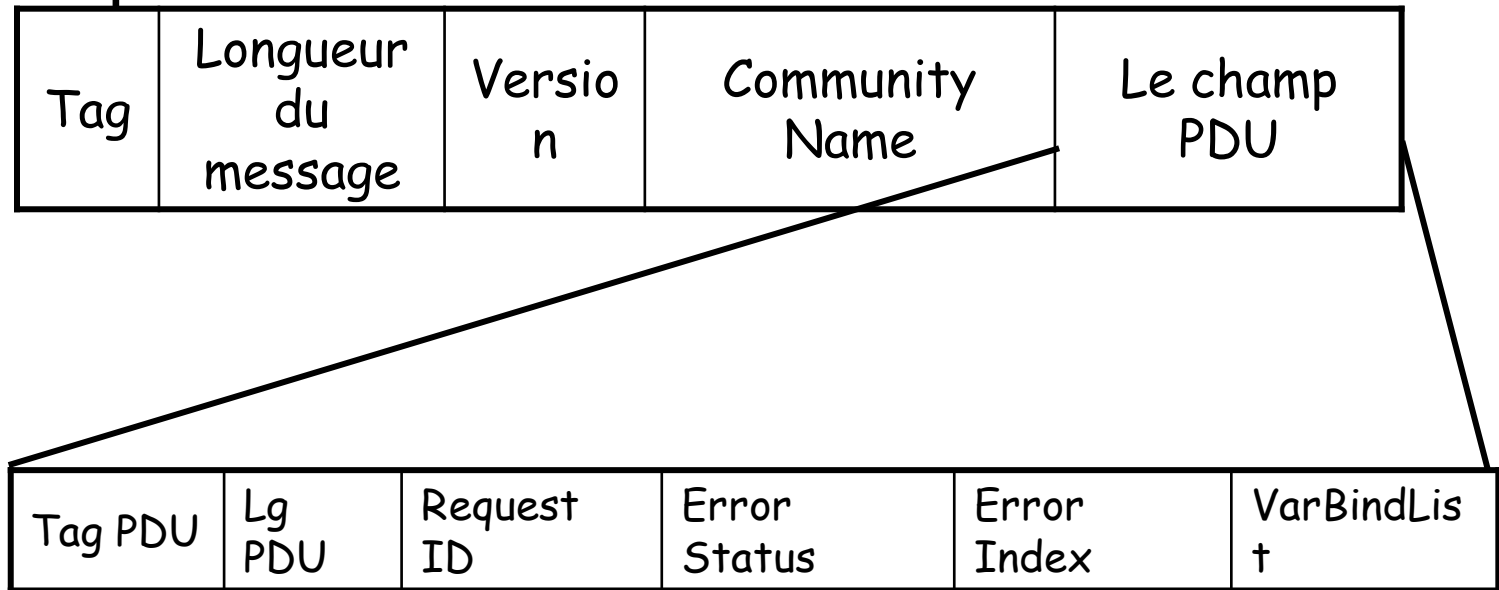 Tag
Longueur
du
message
Versio
n
Community
Name
Le champ
PDU
Tag PDU
Lg
PDU
Request
ID
Error
Status
Error
Index
VarBindLis
t